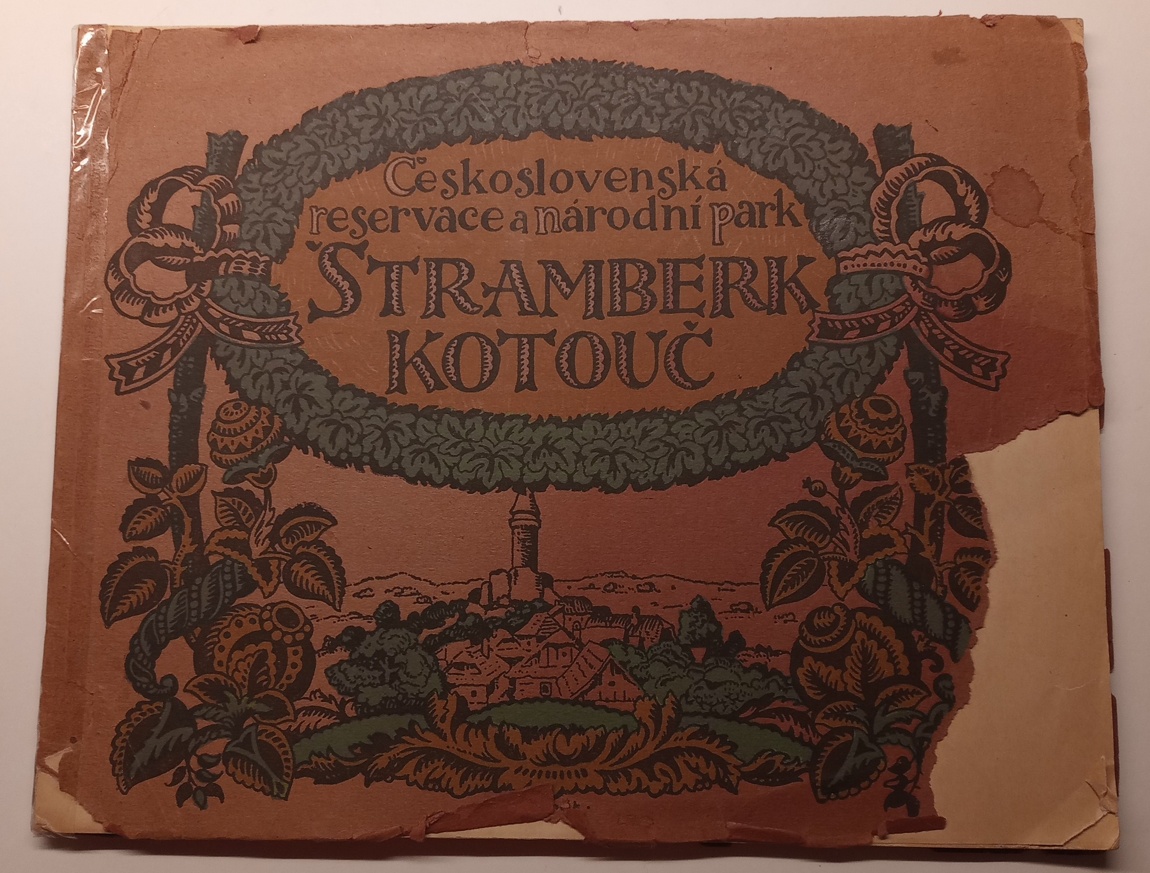 Československá
reservace a národní park
ŠTRAMBERK
KOTOUČ